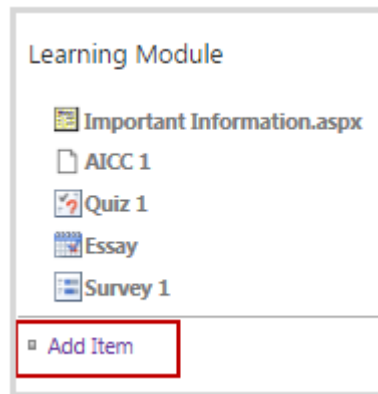 Learning Module
Important Information.aspx
AICC 1
Quiz 1
Essay
Survey 1
Add Item